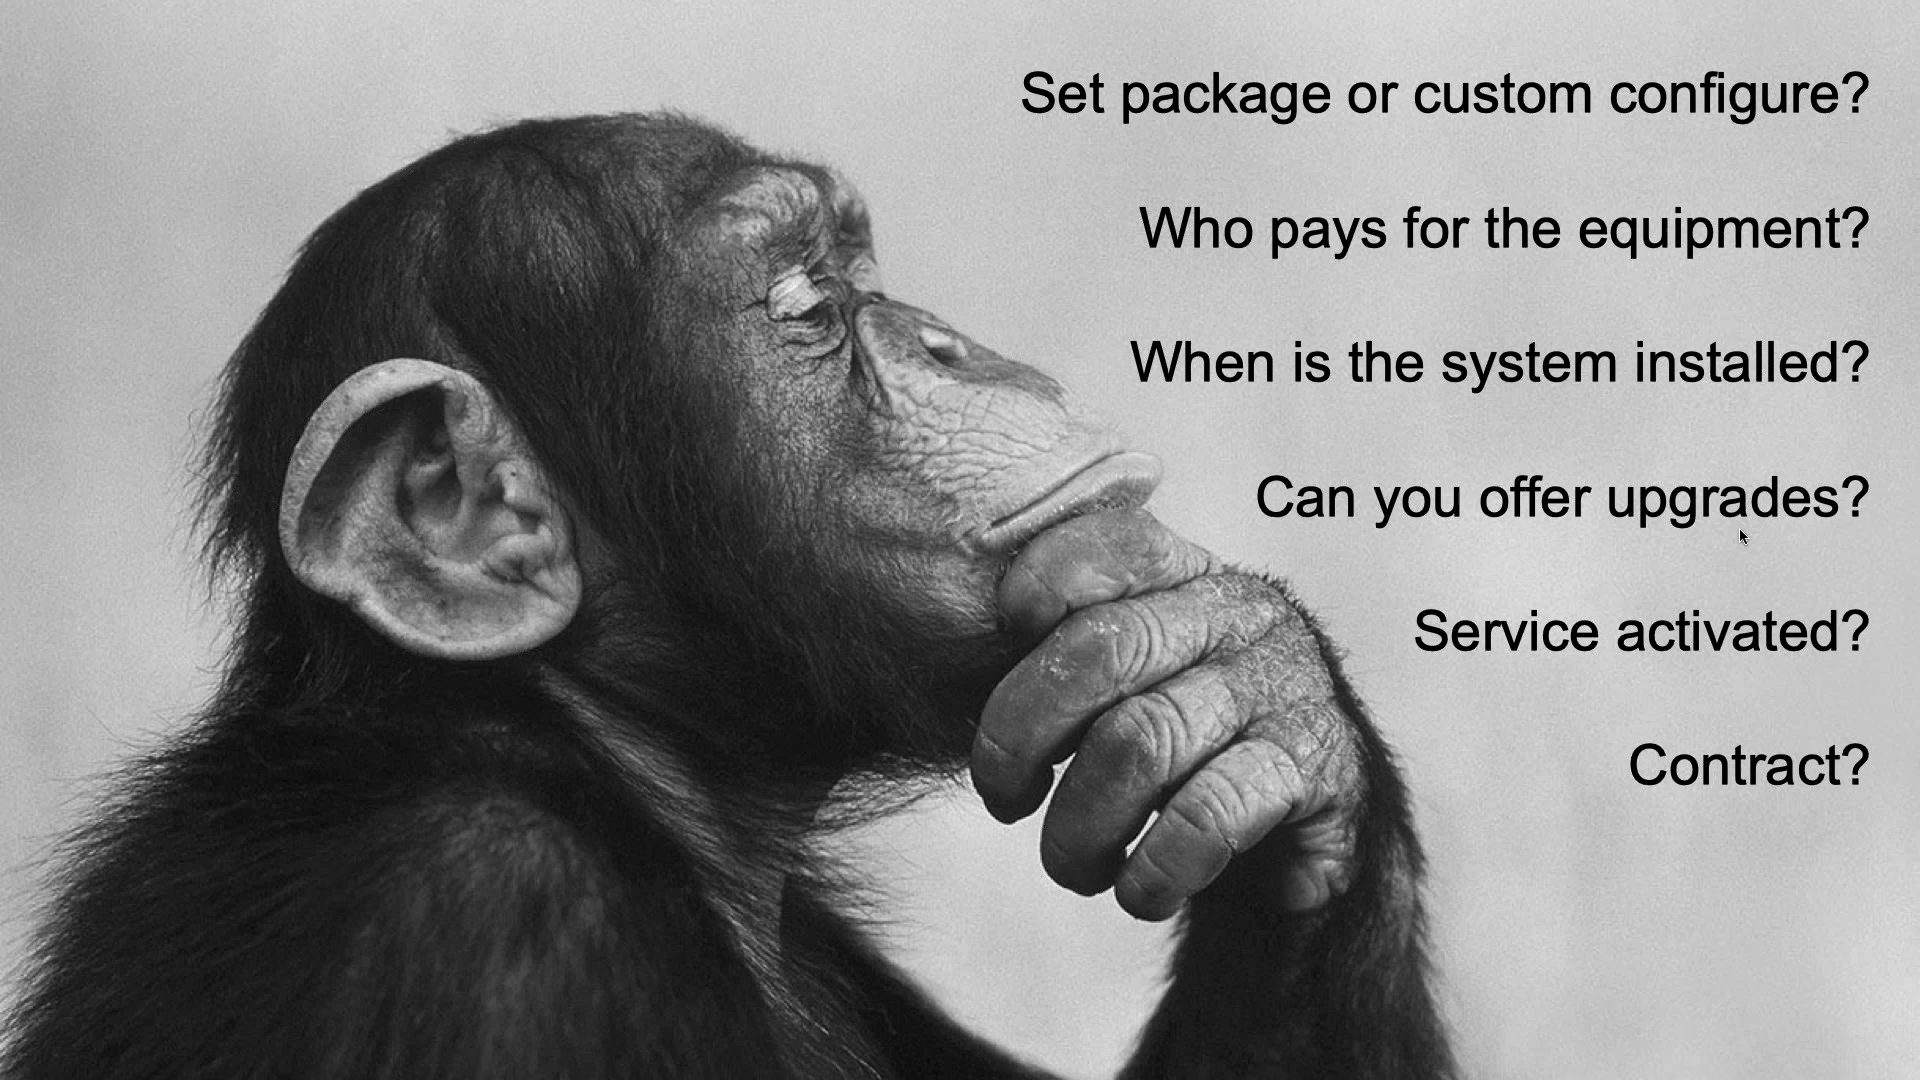 Set package or custom configure?
Who pays for the equipment?
When is the system installed?
Can you offer upgrades?
Service activated?
Contract?